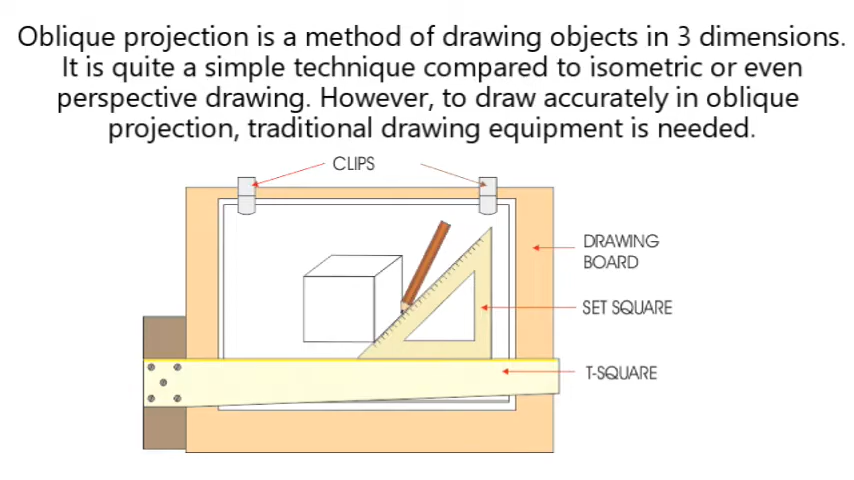 Oblique projection is a method of drawing objects in 3 dimensions.
It is quite a simple technique compared to isometric or even
perspective drawing. However, to draw accurately in oblique
projection, traditional drawing equipment is needed.
CLIPS
DRAWING
BOARD
SET SQUARE
T-SQUARE